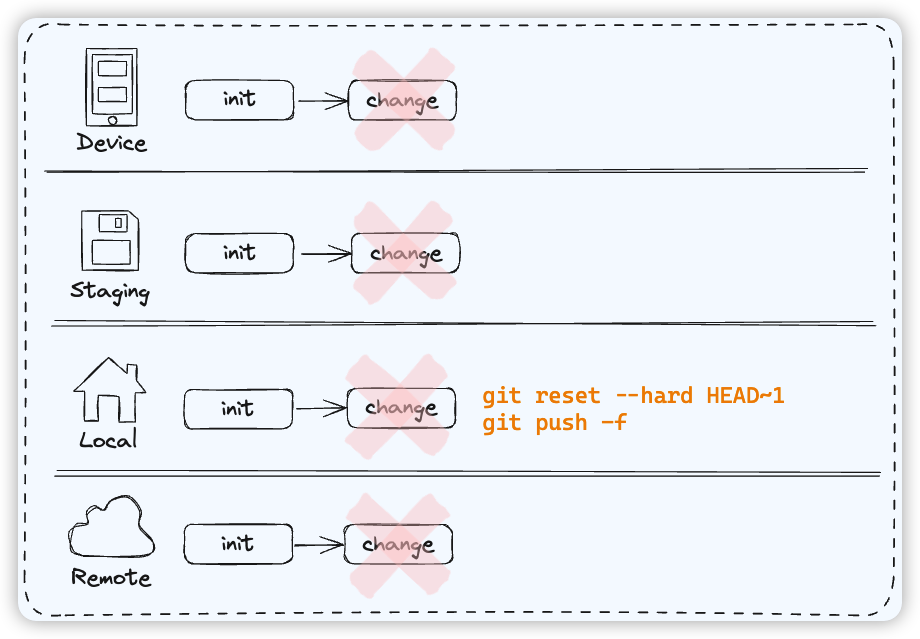 init
change
Device
init
change
Staging
init
change
git reset --hard HEAD~1
git push -f
Local
init
change
Remote